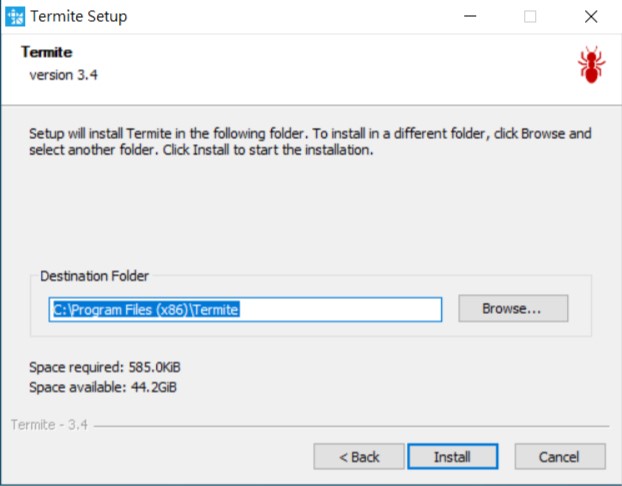 Termite Setup
Termite
version 3.4
Setup will install Termite in the following folder. To install in a different folder, click Browse and
select another folder. Click Install to start the installation.
Destination Folder
C:\Program Files (x86)\Termite
Browse...
Space required: 585.0KiB
Space available: 44.2GiB
Termite - 3.4
< Back
Install
Cancel